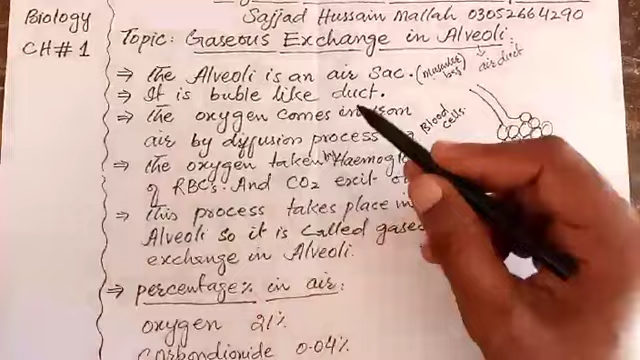 Biology
CH#1
Sajjad Hussain Mallah 03052664290
Topic: Gaseous Exchange in Alveoli:
air duct
⇒ The Alveoli is an air sac. (
⇒ It is buble like duct.
⇒ The oxygen comes in
Blood cells.
air by diffusion process
⇒ The oxygen taken by Haemoglo
of RBCs. And CO2 exit
⇒ This process takes place in
Alveoli so it is called gase
exchange in Alveoli.
⇒ percentage% in air:
oxygen 21%
Carbondioxide 0.04%